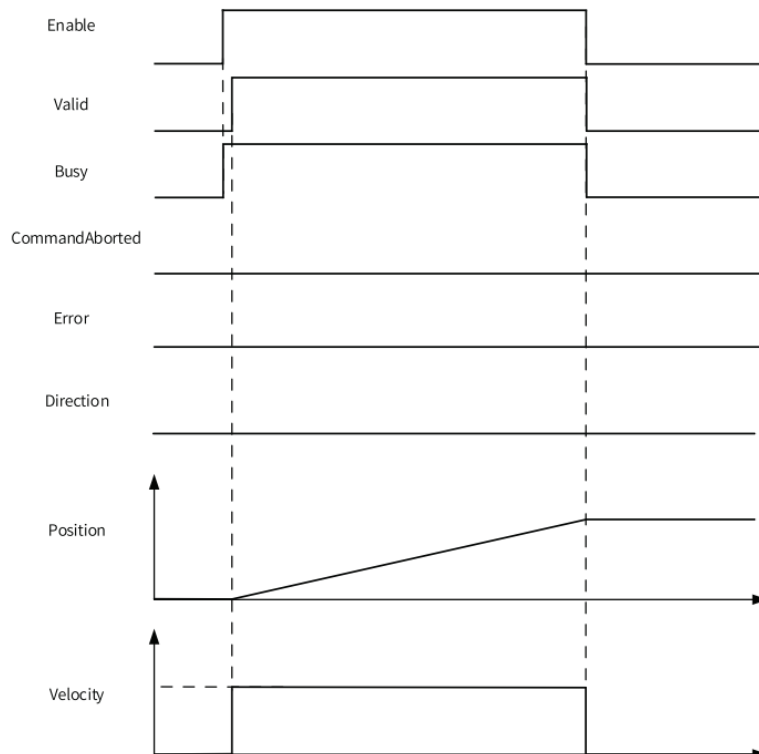 Enable
Valid
Busy
CommandAborted
Error
Direction
Position
Velocity